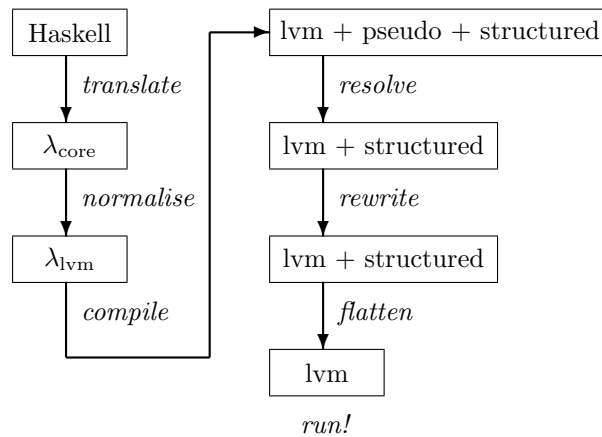 Haskell
translate
λcore
normalise
λlvm
compile
lvm + pseudo + structured
resolve
lvm + structured
rewrite
lvm + structured
flatten
lvm
run!